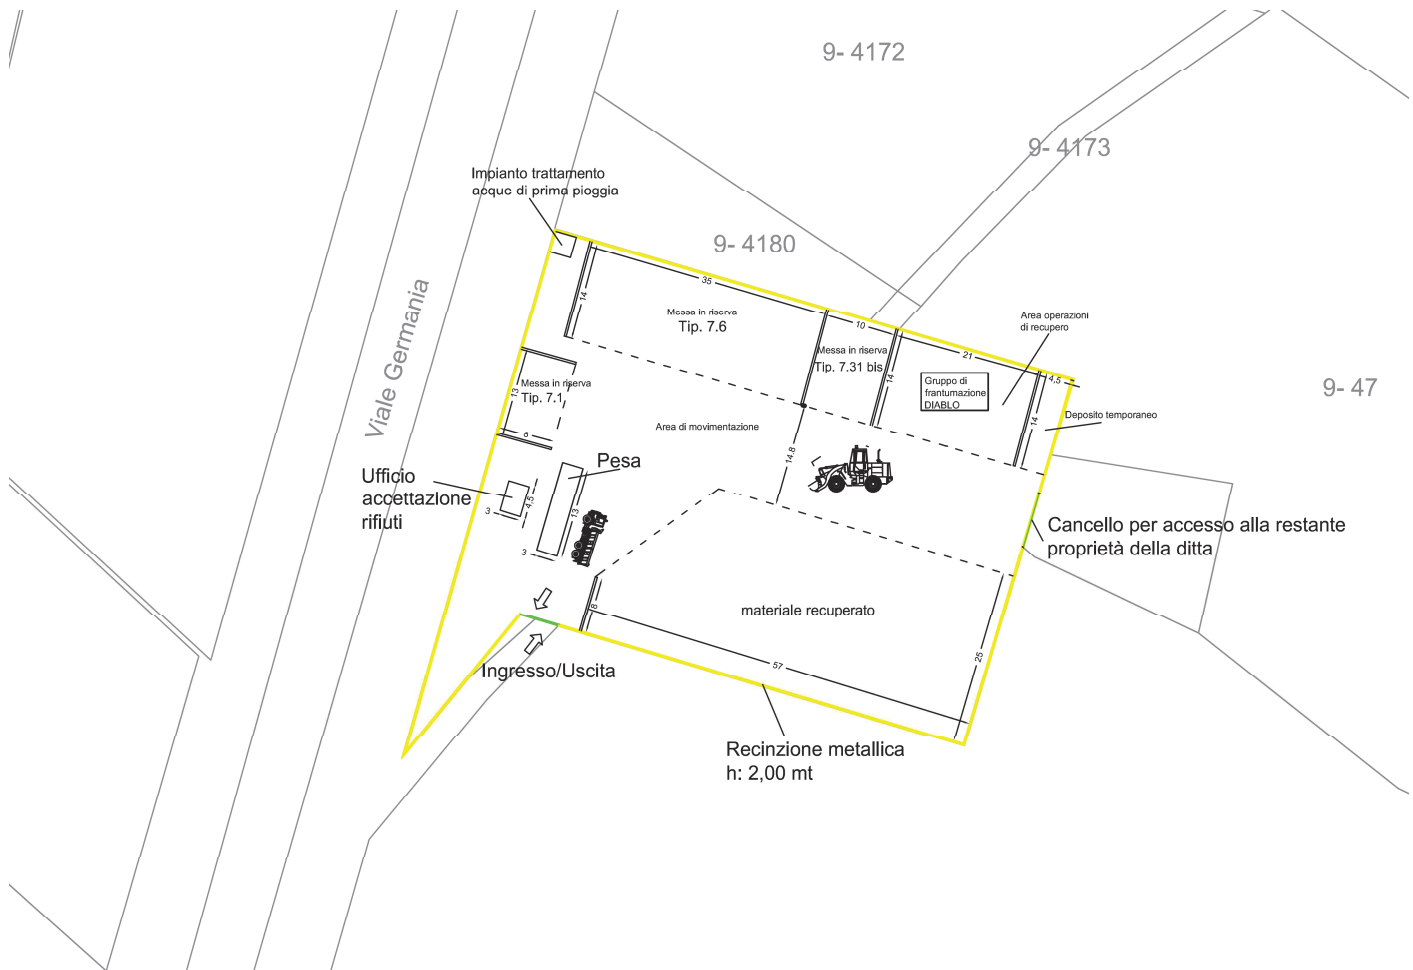 9- 4172
9- 4173
Impianto trattamento
acque di prima pioggia
9- 4180
Viale Germania
35
14
Messa in riserva
Tip. 7.6
10
Area operazioni
di recupero
21
Messa in riserva
Tip. 7.31 bis
14
Gruppo di
frantumazione
DIABLO
4,5
9- 47
Messa in riserva
Tip. 7.1
13
Deposito temporaneo
14
Area di movimentazione
14,8
Pesa
Ufficio
accettazione
rifiuti
4,5
3
13
3
Cancello per accesso alla restante
proprietà della ditta
8
materiale recuperato
57
25
Ingresso/Uscita
Recinzione metallica
h: 2,00 mt